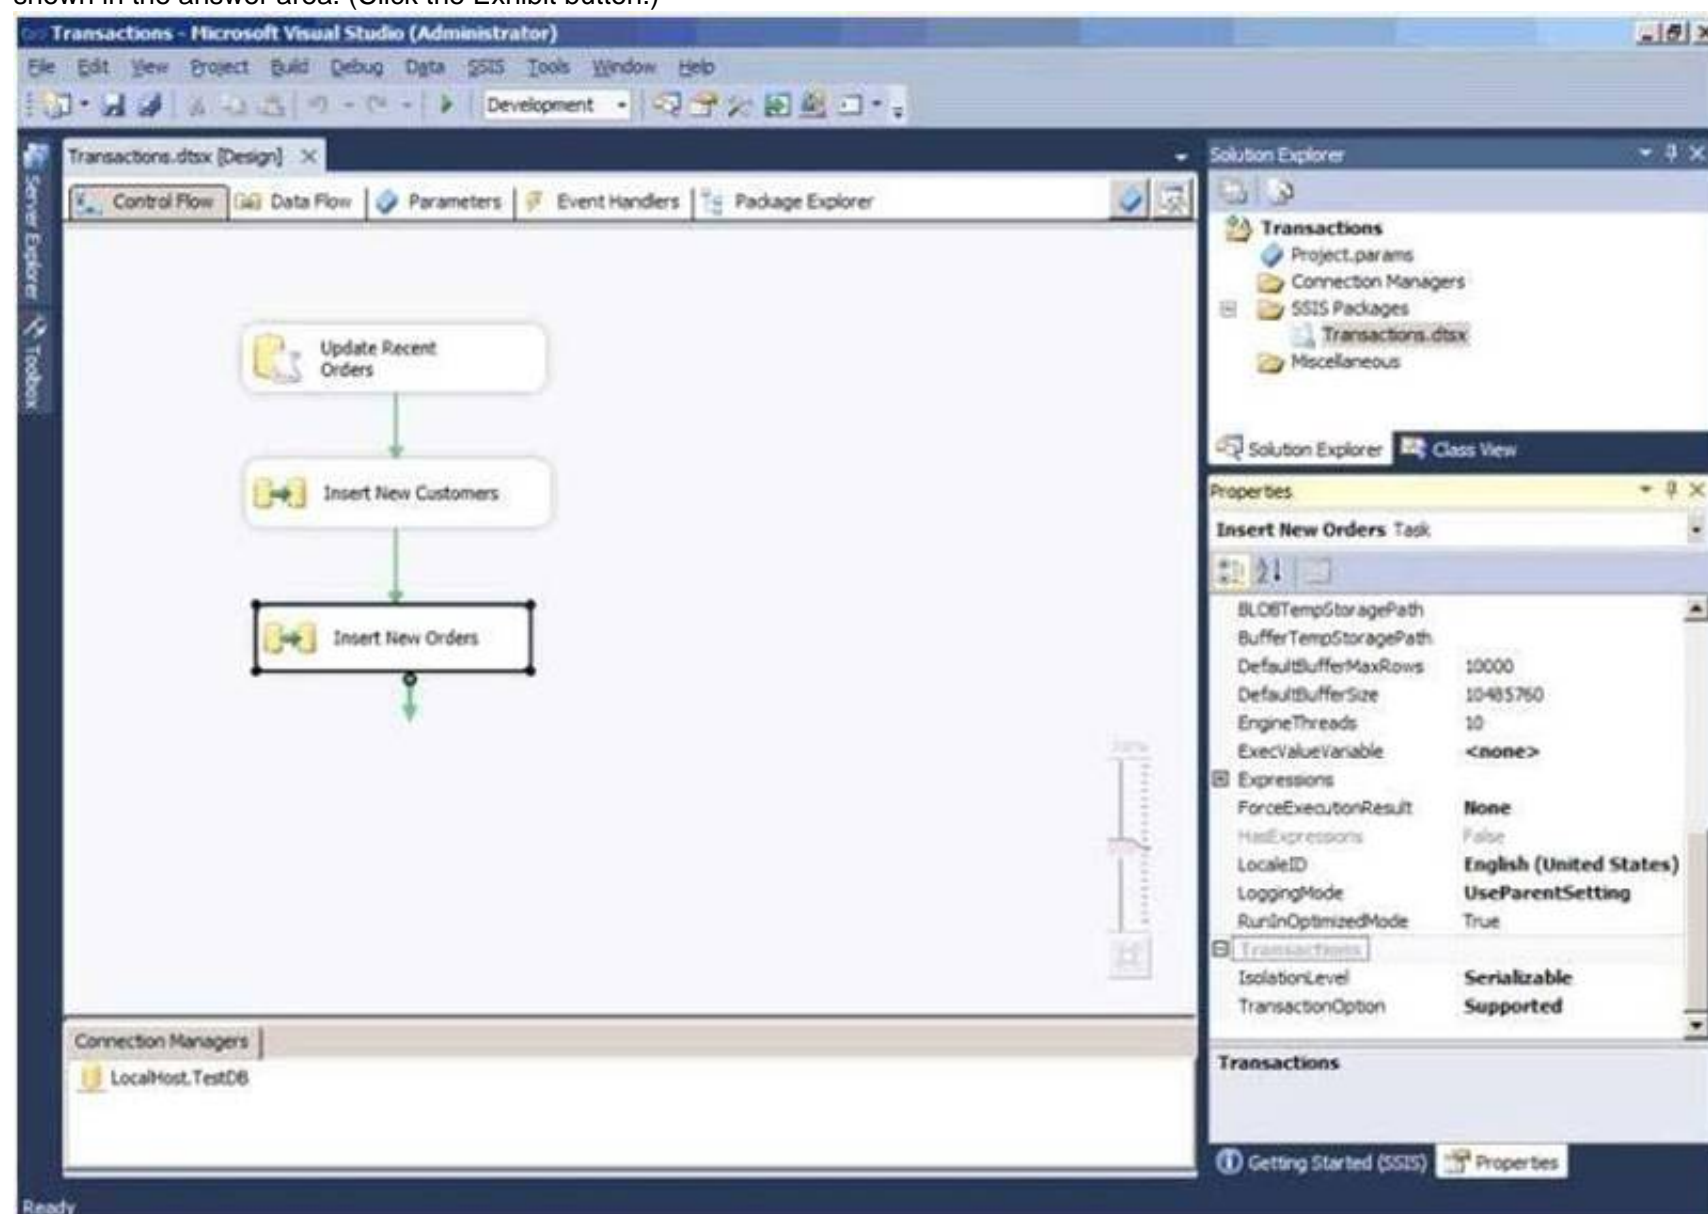 shown in the answer area. (Click the Exhibit button.)
Transactions - Microsoft Visual Studio (Administrator)
File Edit View Project Build Debug Data SSIS Tools Window Help
Development
Server Explorer
Toolbox
Transactions.dtsx [Design]
Control Flow Data Flow Parameters Event Handlers Package Explorer
Update Recent
Orders
Insert New Customers
Insert New Orders
Connection Managers
LocalHost.TestDB
Solution Explorer
Transactions
Project.params
Connection Managers
SSIS Packages
Transactions.dtsx
Miscellaneous
Solution Explorer Class View
Properties
Insert New Orders Task
BLOBTempStoragePath
BufferTempStoragePath
DefaultBufferMaxRows 10000
DefaultBufferSize 10485760
EngineThreads 10
ExecValueVariable <none>
Expressions
ForceExecutionResult None
HasExpressions False
LocaleID English (United States)
LoggingMode UseParentSetting
RunInOptimizedMode True
Transactions
IsolationLevel Serializable
TransactionOption Supported
Transactions
Getting Started (SSIS) Properties
Ready